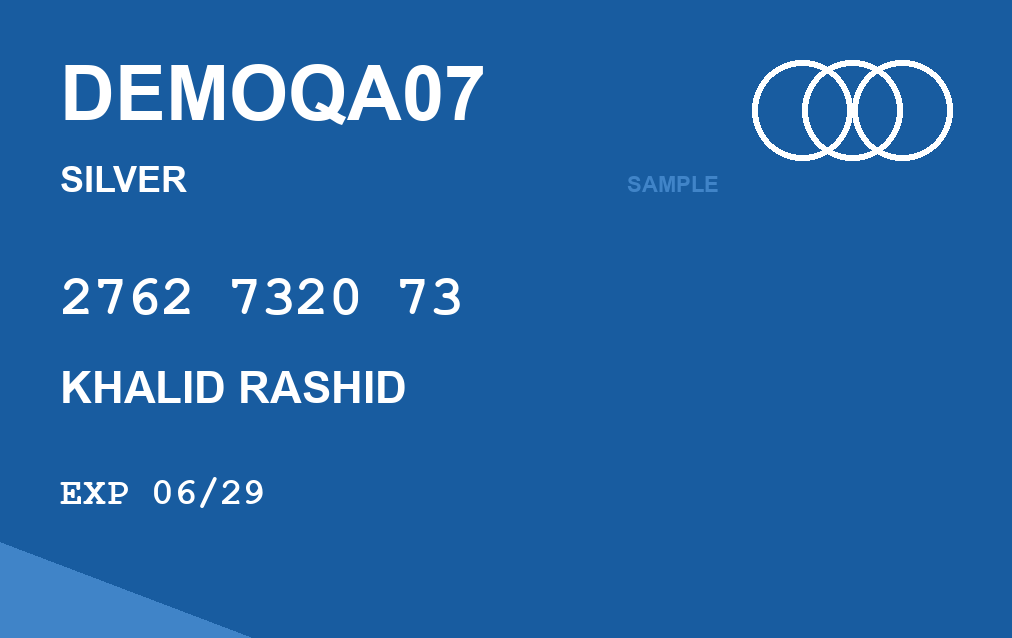 DEMOQA07
SILVER
SAMPLE
2762 7320 73
KHALID RASHID
EXP 06/29